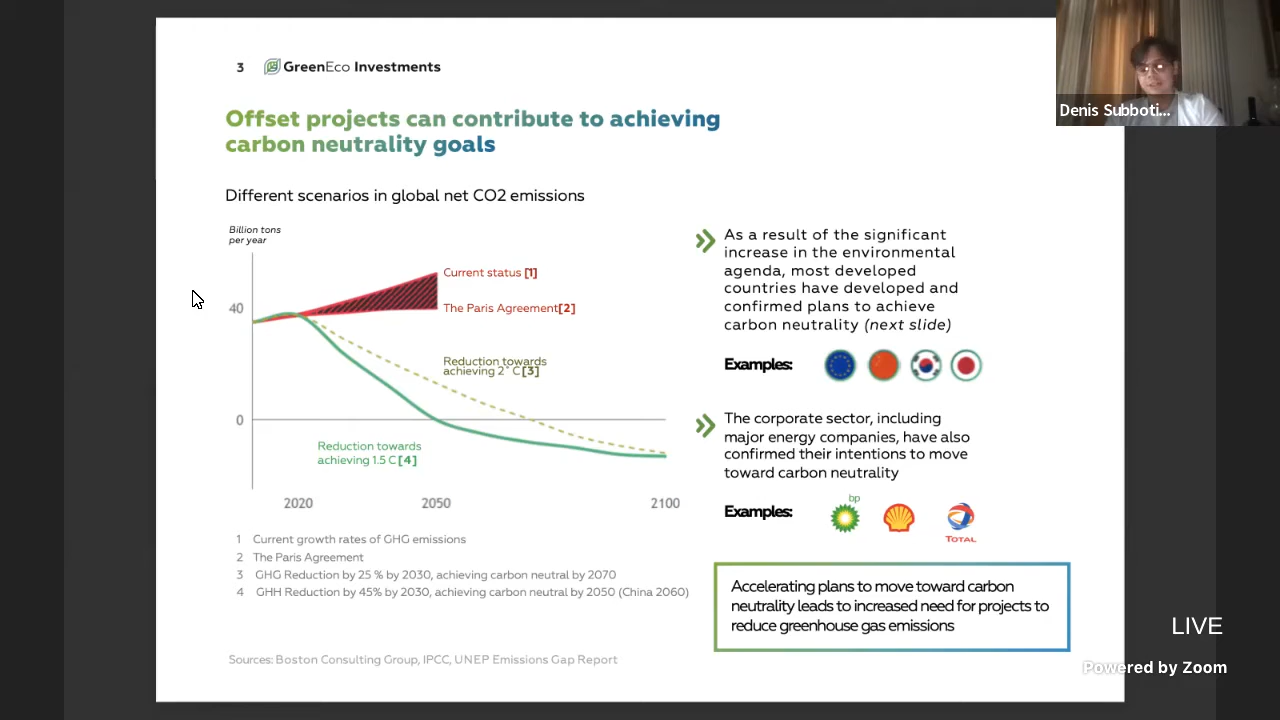 3 GreenEco Investments
Denis Subboti...
Offset projects can contribute to achieving
carbon neutrality goals
Different scenarios in global net CO2 emissions
Billion tons
per year
40
0
Current status [1]
The Paris Agreement[2]
Reduction towards
achieving 2˚C [3]
Reduction towards
achieving 1.5 C [4]
2020 2050 2100
1 Current growth rates of GHG emissions
2 The Paris Agreement
3 GHG Reduction by 25 % by 2030, achieving carbon neutral by 2070
4 GHH Reduction by 45% by 2030, achieving carbon neutral by 2050 (China 2060)
Sources: Boston Consulting Group, IPCC, UNEP Emissions Gap Report
As a result of the significant
increase in the environmental
agenda, most developed
countries have developed and
confirmed plans to achieve
carbon neutrality (next slide)
Examples:
The corporate sector, including
major energy companies, have also
confirmed their intentions to move
toward carbon neutrality
Examples:
bp
TOTAL
Accelerating plans to move toward carbon
neutrality leads to increased need for projects to
reduce greenhouse gas emissions
LIVE
Powered by Zoom